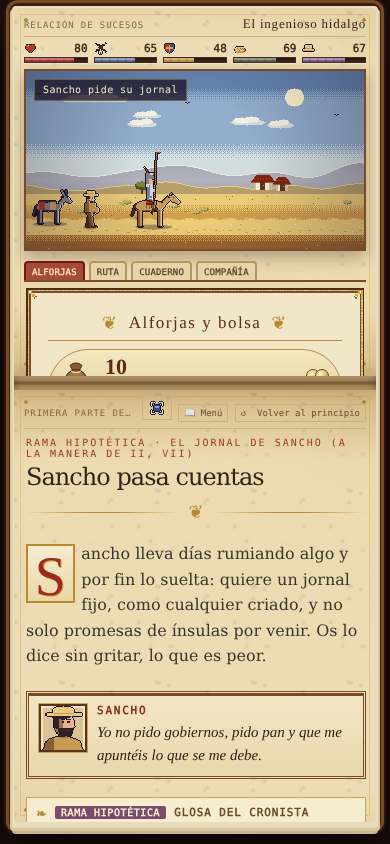 RELACIÓN DE SUCESOS
El ingenioso hidalgo
80 65 48 69 67
Sancho pide su jornal
ALFORJAS RUTA CUADERNO COMPAÑÍA
Alforjas y bolsa
10
PRIMERA PARTE DE…
Menú
Volver al principio
RAMA HIPOTÉTICA · EL JORNAL DE SANCHO (A
LA MANERA DE II, VII)
Sancho pasa cuentas
Sancho lleva días rumiando algo y
por fin lo suelta: quiere un jornal
fijo, como cualquier criado, y no
solo promesas de ínsulas por venir. Os lo
dice sin gritar, lo que es peor.
SANCHO
Yo no pido gobiernos, pido pan y que me
apuntéis lo que se me debe.
RAMA HIPOTÉTICA GLOSA DEL CRONISTA